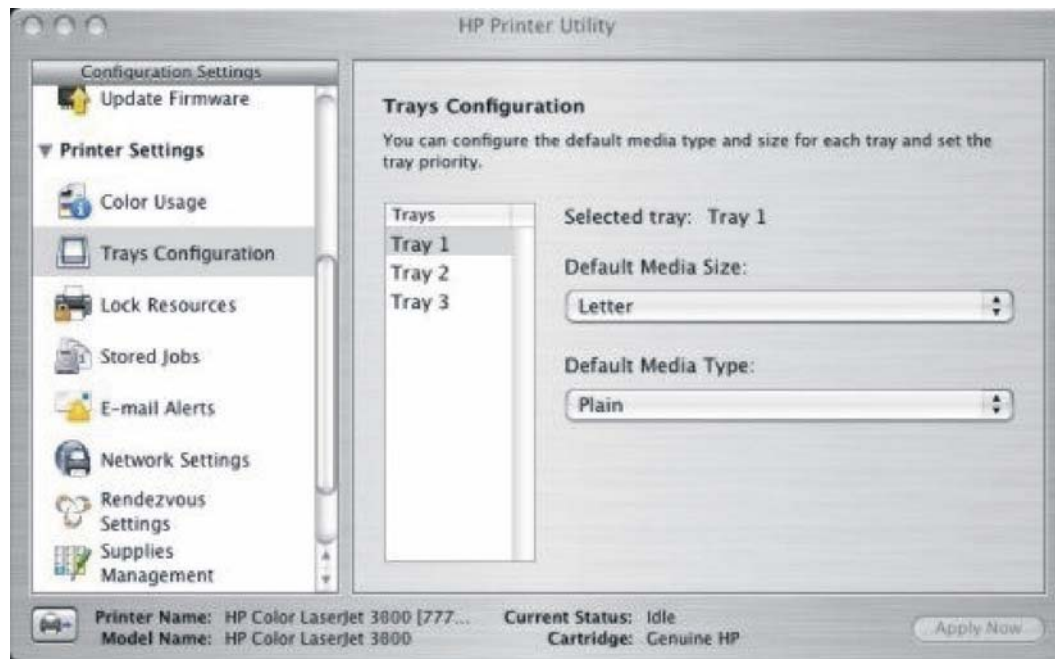 HP Printer Utility
Configuration Settings
Update Firmware
Printer Settings
Color Usage
Trays Configuration
Lock Resources
Stored Jobs
E-mail Alerts
Network Settings
Rendezvous
Settings
Supplies
Management
Trays Configuration
You can configure the default media type and size for each tray and set the
tray priority.
Trays
Tray 1
Tray 2
Tray 3
Selected tray: Tray 1
Default Media Size:
Letter
Default Media Type:
Plain
Printer Name: HP Color LaserJet 3800 [777...
Model Name: HP Color LaserJet 3800
Current Status: Idle
Cartridge: Genuine HP
Apply Now